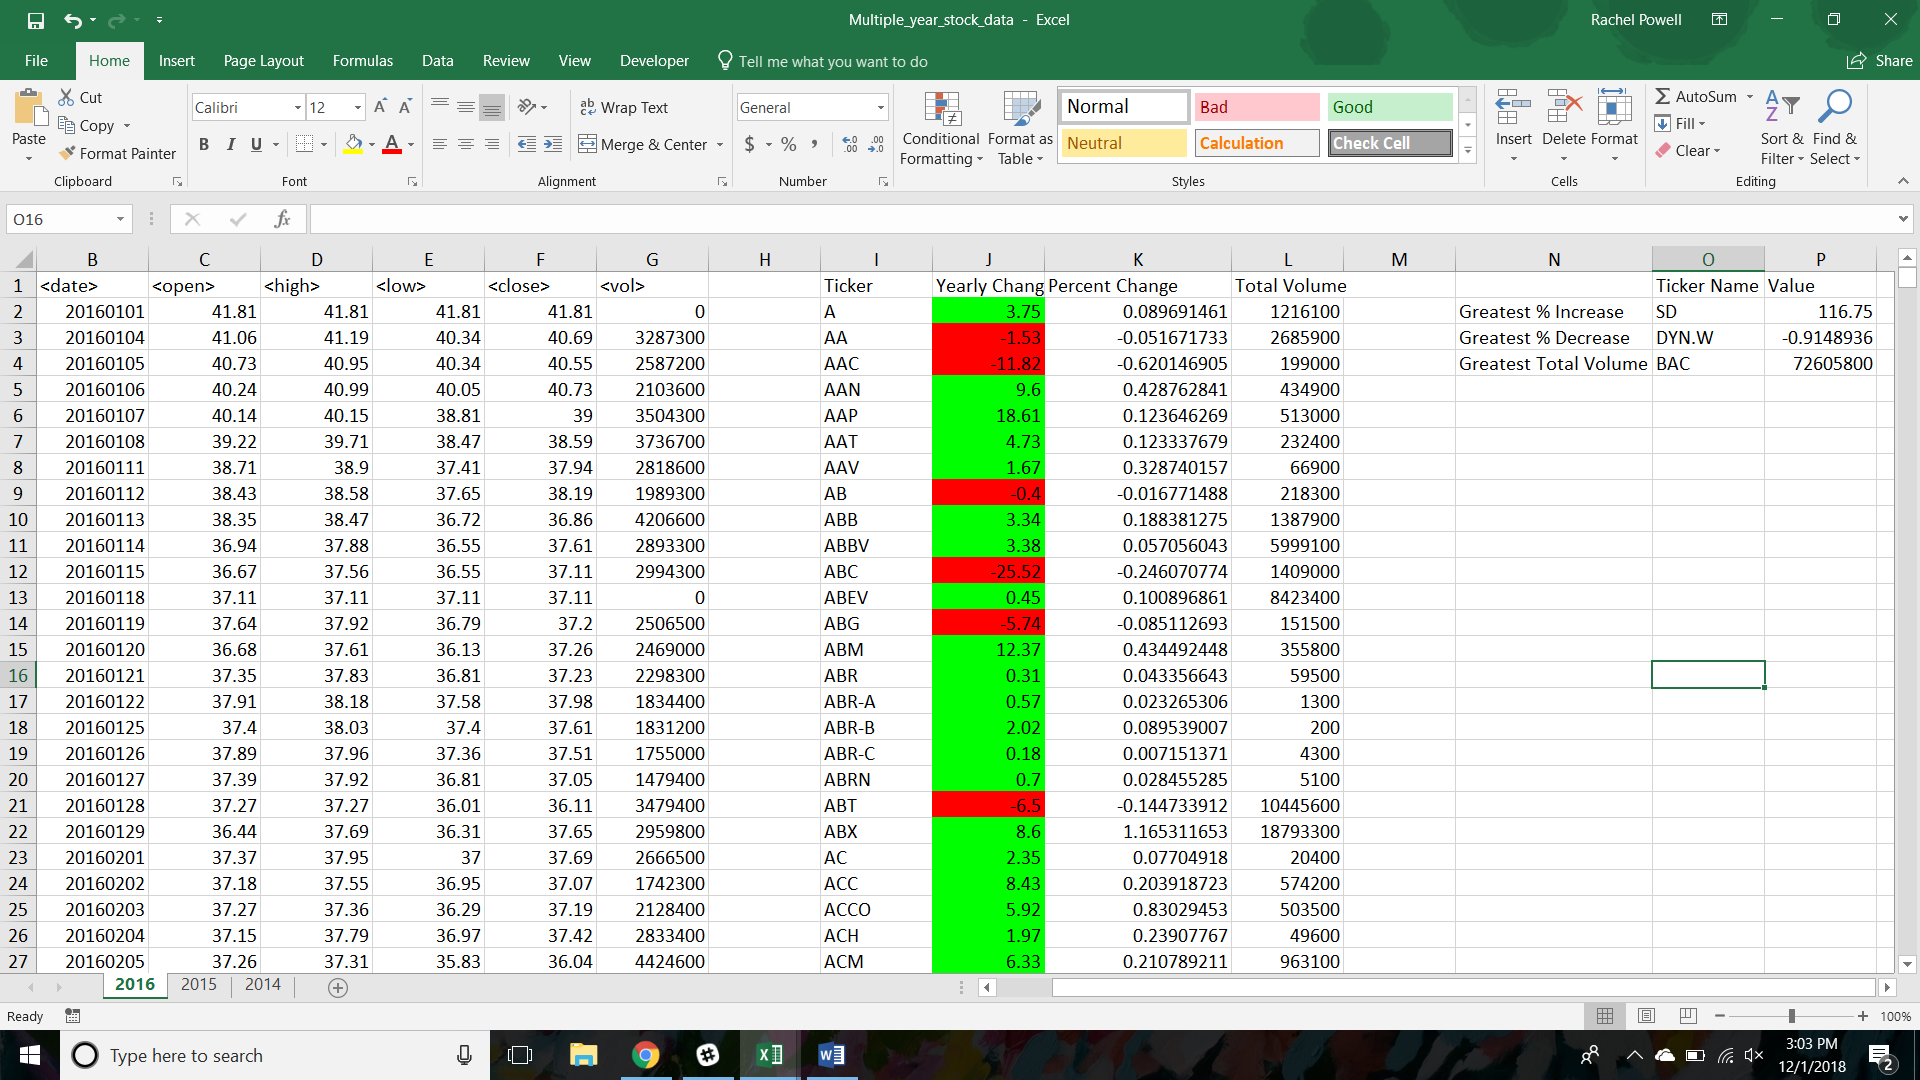 Multiple_year_stock_data - Excel
Rachel Powell
File Home Insert Page Layout Formulas Data Review View Developer Tell me what you want to do Share
Paste
Cut
Copy
Format Painter
Clipboard
Calibri 12
B I U
Font
Wrap Text
Merge & Center
Alignment
General
$ % ,
Number
Conditional Formatting
Format as Table
Normal Bad Good
Neutral Calculation Check Cell
Styles
Insert Delete Format
Cells
AutoSum
Fill
Clear
Sort & Filter
Find & Select
Editing
O16 fx
B C D E F G H I J K L M N O P
1 <date> <open> <high> <low> <close> <vol> Ticker Yearly Chang Percent Change Total Volume Ticker Name Value
2 20160101 41.81 41.81 41.81 41.81 0 A 3.75 0.089691461 1216100 Greatest % Increase SD 116.75
3 20160104 41.06 41.19 40.34 40.69 3287300 AA -1.53 -0.051671733 2685900 Greatest % Decrease DYN.W -0.9148936
4 20160105 40.73 40.95 40.34 40.55 2587200 AAC -11.82 -0.620146905 199000 Greatest Total Volume BAC 72605800
5 20160106 40.24 40.99 40.05 40.73 2103600 AAN 9.6 0.428762841 434900
6 20160107 40.14 40.15 38.81 39 3504300 AAP 18.61 0.123646269 513000
7 20160108 39.22 39.71 38.47 38.59 3736700 AAT 4.73 0.123337679 232400
8 20160111 38.71 38.9 37.41 37.94 2818600 AAV 1.67 0.328740157 66900
9 20160112 38.43 38.58 37.65 38.19 1989300 AB -0.4 -0.016771488 218300
10 20160113 38.35 38.47 36.72 36.86 4206600 ABB 3.34 0.188381275 1387900
11 20160114 36.94 37.88 36.55 37.61 2893300 ABBV 3.38 0.057056043 5999100
12 20160115 36.67 37.56 36.55 37.11 2994300 ABC -25.52 -0.246070774 1409000
13 20160118 37.11 37.11 37.11 37.11 0 ABEV 0.45 0.100896861 8423400
14 20160119 37.64 37.92 36.79 37.2 2506500 ABG -5.74 -0.085112693 151500
15 20160120 36.68 37.61 36.13 37.26 2469000 ABM 12.37 0.434492448 355800
16 20160121 37.35 37.83 36.81 37.23 2298300 ABR 0.31 0.043356643 59500
17 20160122 37.91 38.18 37.58 37.98 1834400 ABR-A 0.57 0.023265306 1300
18 20160125 37.4 38.03 37.4 37.61 1831200 ABR-B 2.02 0.089539007 200
19 20160126 37.89 37.96 37.36 37.51 1755000 ABR-C 0.18 0.007151371 4300
20 20160127 37.39 37.92 36.81 37.05 1479400 ABRN 0.7 0.028455285 5100
21 20160128 37.27 37.27 36.01 36.11 3479400 ABT -6.5 -0.144733912 10445600
22 20160129 36.44 37.69 36.31 37.65 2959800 ABX 8.6 1.165311653 18793300
23 20160201 37.37 37.95 37 37.69 2666500 AC 2.35 0.07704918 20400
24 20160202 37.18 37.55 36.95 37.07 1742300 ACC 8.43 0.203918723 574200
25 20160203 37.27 37.36 36.29 37.19 2128400 ACCO 5.92 0.83029453 503500
26 20160204 37.15 37.79 36.97 37.42 2833400 ACH 1.97 0.23907767 49600
27 20160205 37.26 37.31 35.83 36.04 4424600 ACM 6.33 0.210789211 963100
2016 2015 2014
Ready 100%
Type here to search
3:03 PM
12/1/2018
2